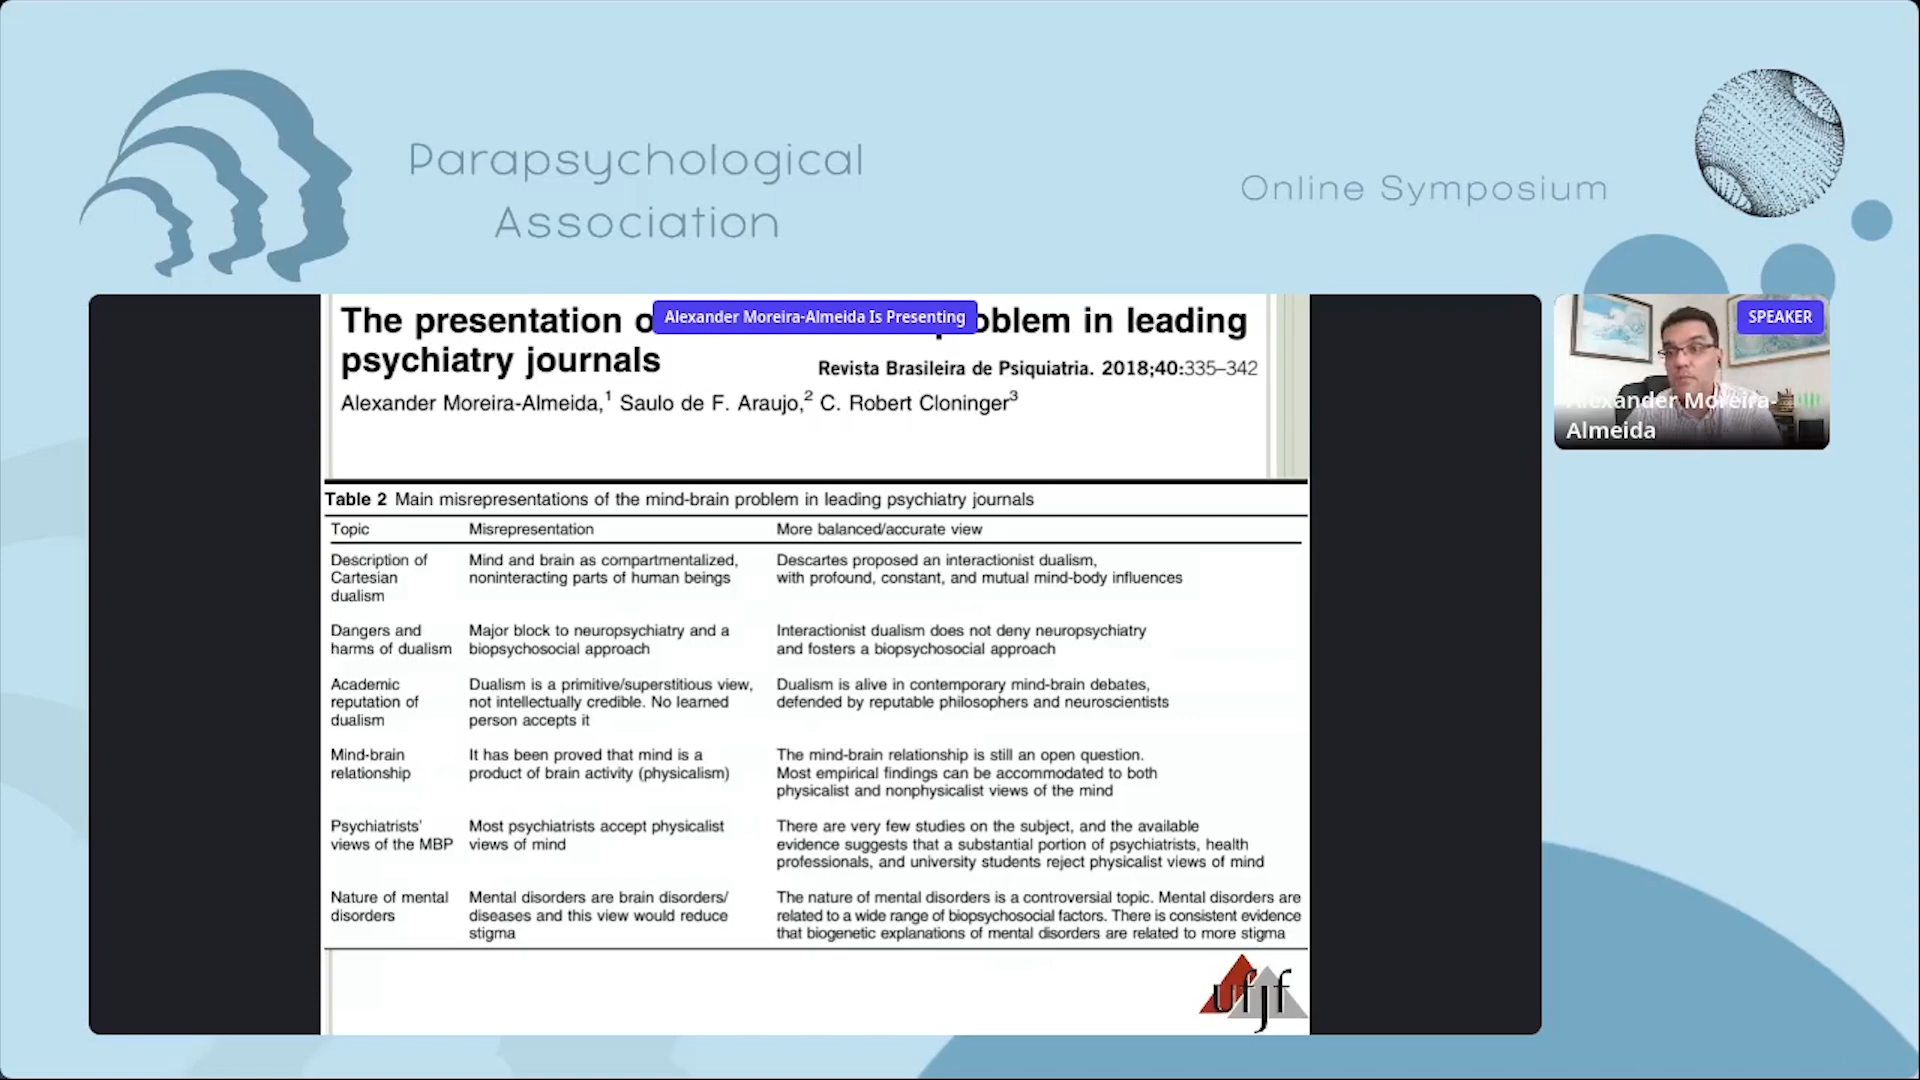 Parapsychological
Association
Online Symposium
The presentation o
Alexander Moreira-Almeida Is Presenting
oblem in leading
psychiatry journals
Revista Brasileira de Psiquiatria. 2018;40:335–342
Alexander Moreira-Almeida,1 Saulo de F. Araujo,2 C. Robert Cloninger3
SPEAKER
Alexander Moreira-
Almeida
Table 2 Main misrepresentations of the mind-brain problem in leading psychiatry journals
Topic Misrepresentation More balanced/accurate view
Description of Mind and brain as compartmentalized, Descartes proposed an interactionist dualism,
Cartesian noninteracting parts of human beings with profound, constant, and mutual mind-body influences
dualism
Dangers and Major block to neuropsychiatry and a Interactionist dualism does not deny neuropsychiatry
harms of dualism biopsychosocial approach and fosters a biopsychosocial approach
Academic Dualism is a primitive/superstitious view, Dualism is alive in contemporary mind-brain debates,
reputation of not intellectually credible. No learned defended by reputable philosophers and neuroscientists
dualism person accepts it
Mind-brain It has been proved that mind is a The mind-brain relationship is still an open question.
relationship product of brain activity (physicalism) Most empirical findings can be accommodated to both
physicalist and nonphysicalist views of the mind
Psychiatrists' Most psychiatrists accept physicalist There are very few studies on the subject, and the available
views of the MBP views of mind evidence suggests that a substantial portion of psychiatrists, health
professionals, and university students reject physicalist views of mind
Nature of mental Mental disorders are brain disorders/ The nature of mental disorders is a controversial topic. Mental disorders are
disorders diseases and this view would reduce related to a wide range of biopsychosocial factors. There is consistent evidence
stigma that biogenetic explanations of mental disorders are related to more stigma
ufjf